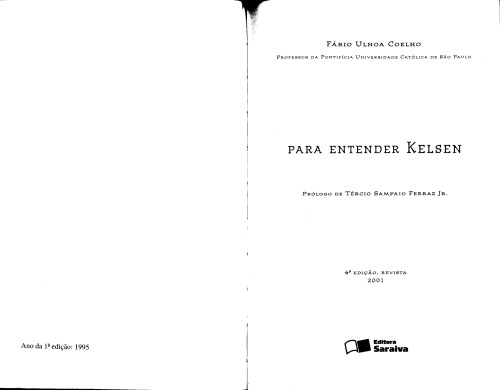 Ano da 1ª edição: 1995
FÁBIO ULHOA COELHO
PROFESSOR DA PONTIFÍCIA UNIVERSIDADE CATÓLICA DE SÃO PAULO
PARA ENTENDER KELSEN
PRÓLOGO DE TÉRCIO SAMPAIO FERRAZ JR.
4ª EDIÇÃO, REVISTA
2001
Editora
Saraiva